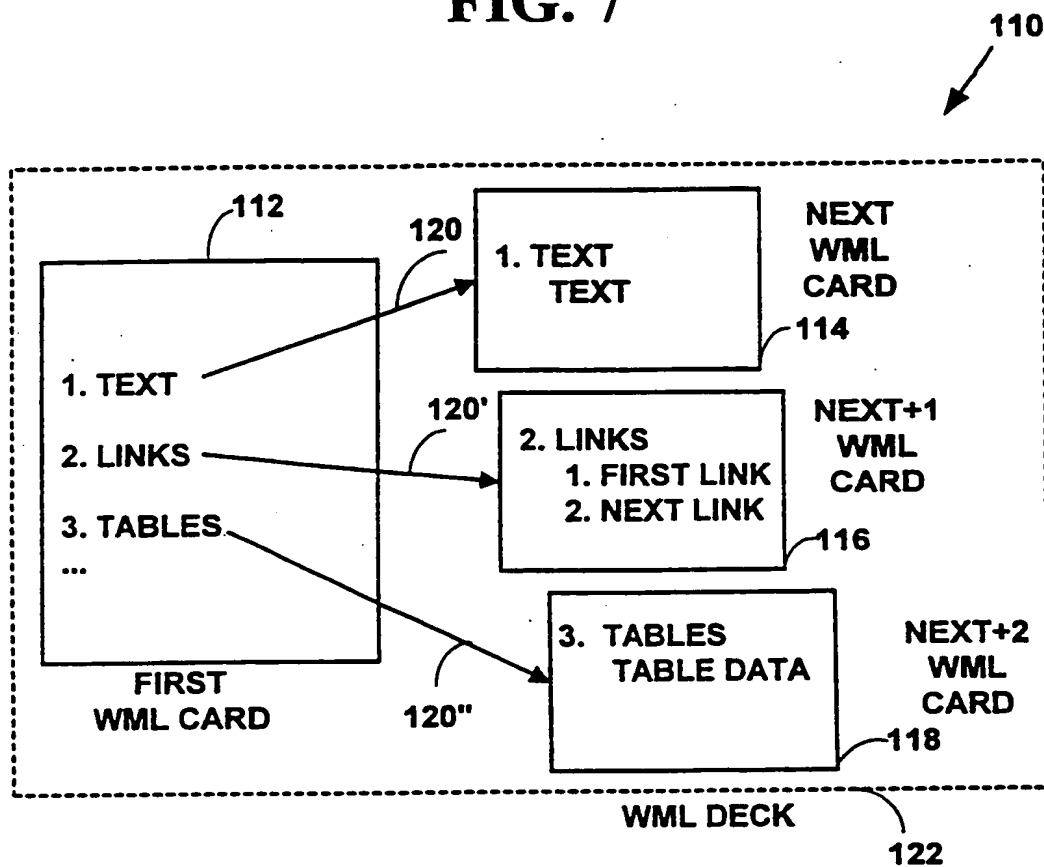 FIG. 7
110
112
120
1. TEXT
TEXT
NEXT
WML
CARD
114
1. TEXT
2. LINKS
3. TABLES
...
FIRST
WML CARD
120'
2. LINKS
1. FIRST LINK
2. NEXT LINK
NEXT+1
WML
CARD
116
120"
3. TABLES
TABLE DATA
NEXT+2
WML
CARD
118
WML DECK
122